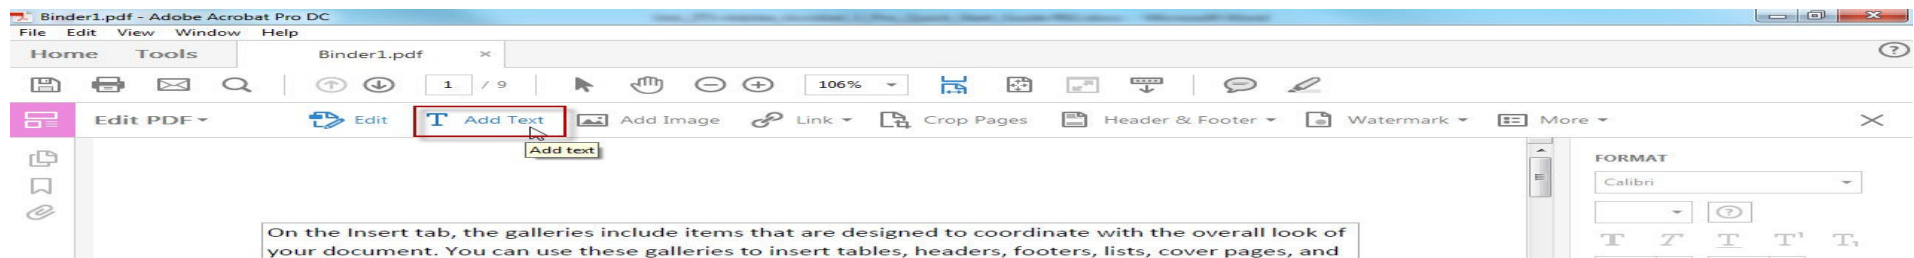 Binder1.pdf - Adobe Acrobat Pro DC
File Edit View Window Help
Home Tools Binder1.pdf ×
1 / 9 106%
Edit PDF Edit T Add Text Add Image Link Crop Pages Header & Footer Watermark More
Add text
FORMAT
Calibri
On the Insert tab, the galleries include items that are designed to coordinate with the overall look of
T T T T¹ T₁
your document. You can use these galleries to insert tables, headers, footers, lists, cover pages, and